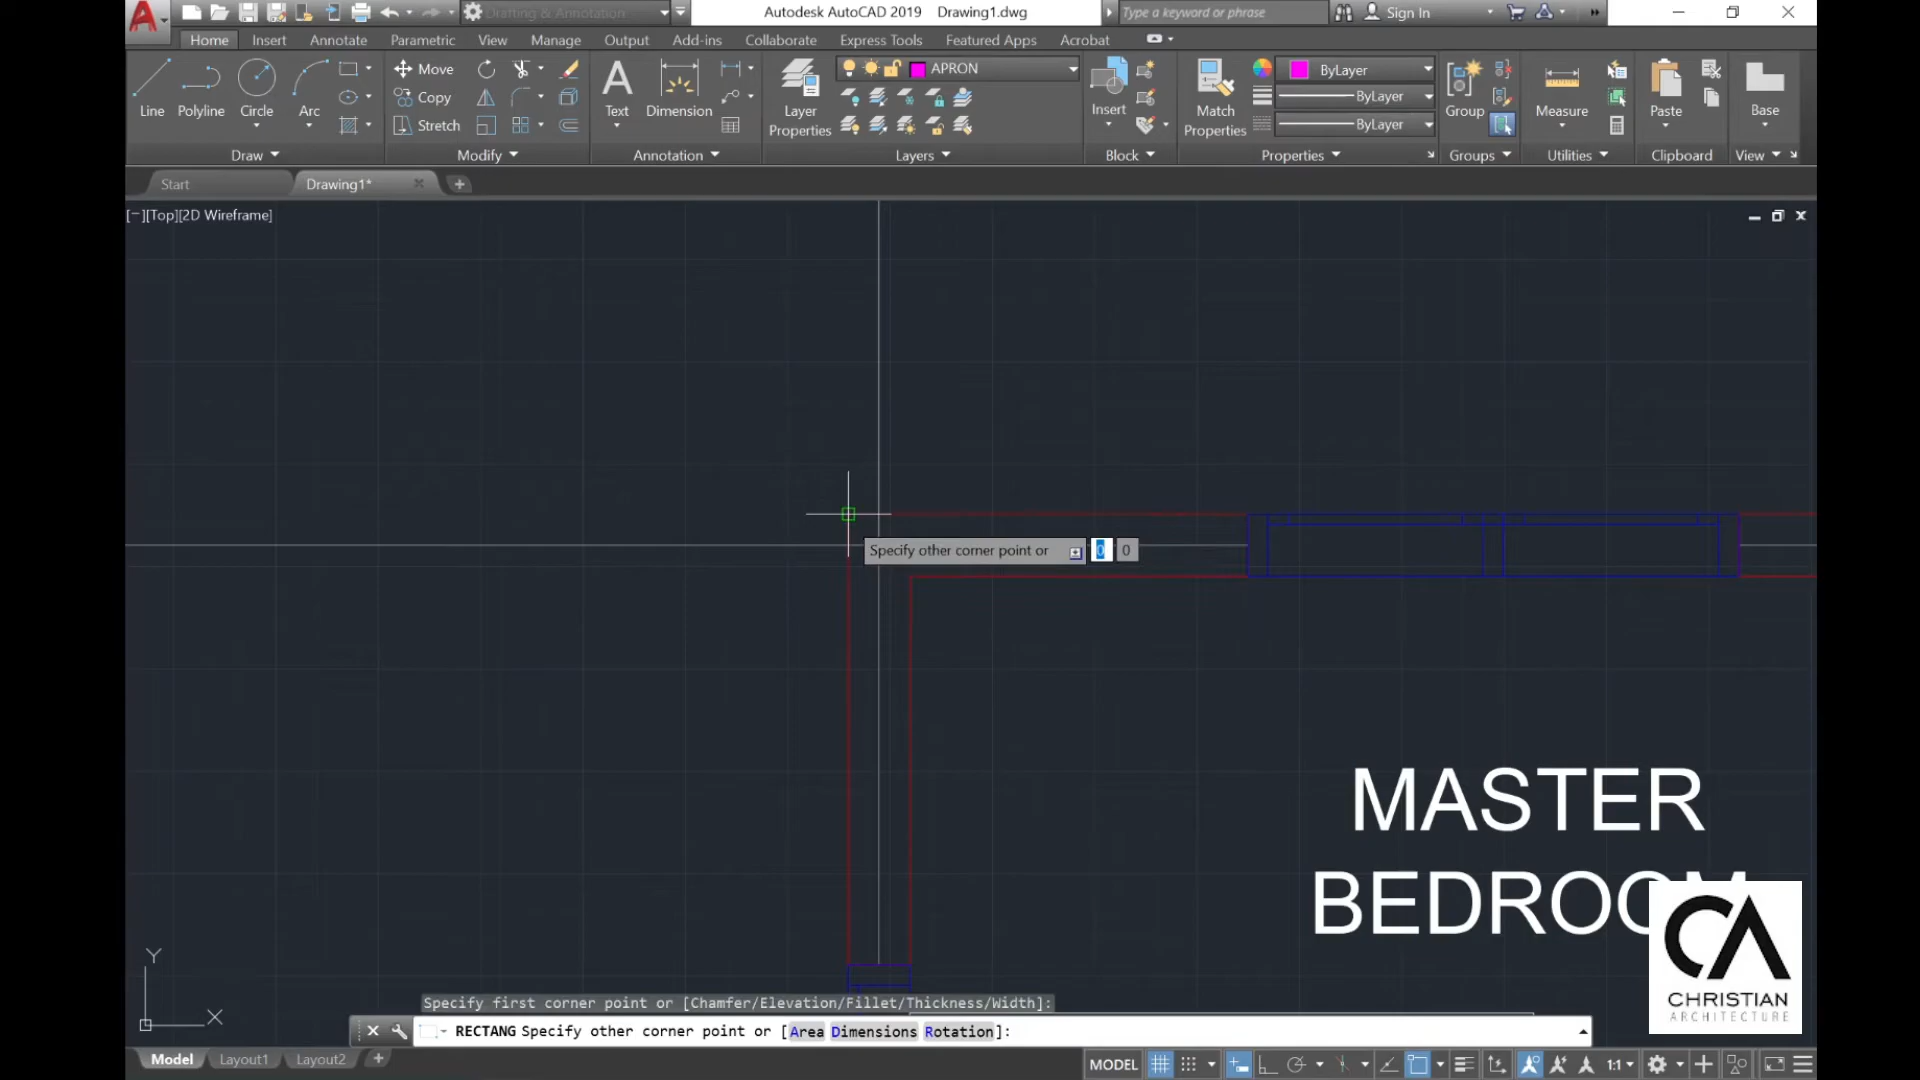 Drafting & Annotation
Autodesk AutoCAD 2019 Drawing1.dwg
Type a keyword or phrase
Sign In
Home Insert Annotate Parametric View Manage Output Add-ins Collaborate Express Tools Featured Apps Acrobat
Line Polyline Circle Arc
Move
Copy
Stretch
Text Dimension
Layer Properties
APRON
Insert
Match Properties
ByLayer
ByLayer
ByLayer
Group
Measure
Paste
Base
Draw Modify Annotation Layers Block Properties Groups Utilities Clipboard View
Start Drawing1*
[−][Top][2D Wireframe]
Specify other corner point or 0 0
MASTER
BEDROOM
CA
CHRISTIAN
ARCHITECTURE
Y
X
Specify first corner point or [Chamfer/Elevation/Fillet/Thickness/Width]:
RECTANG Specify other corner point or [Area Dimensions Rotation]:
Model Layout1 Layout2 +
MODEL 1:1